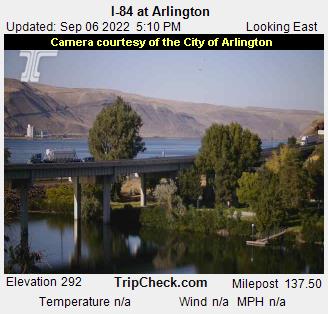 I-84 at Arlington
Updated: Sep 06 2022 5:10 PM Looking East
Camera courtesy of the City of Arlington
Elevation 292 TripCheck.com Milepost 137.50
Temperature n/a Wind n/a MPH n/a